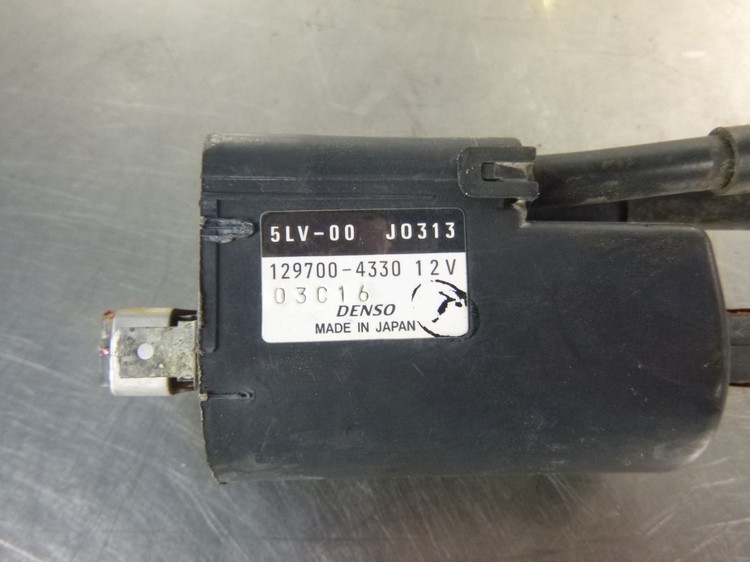 5LV-00 J0313
129700-4330 12V
03C16
DENSO
MADE IN JAPAN